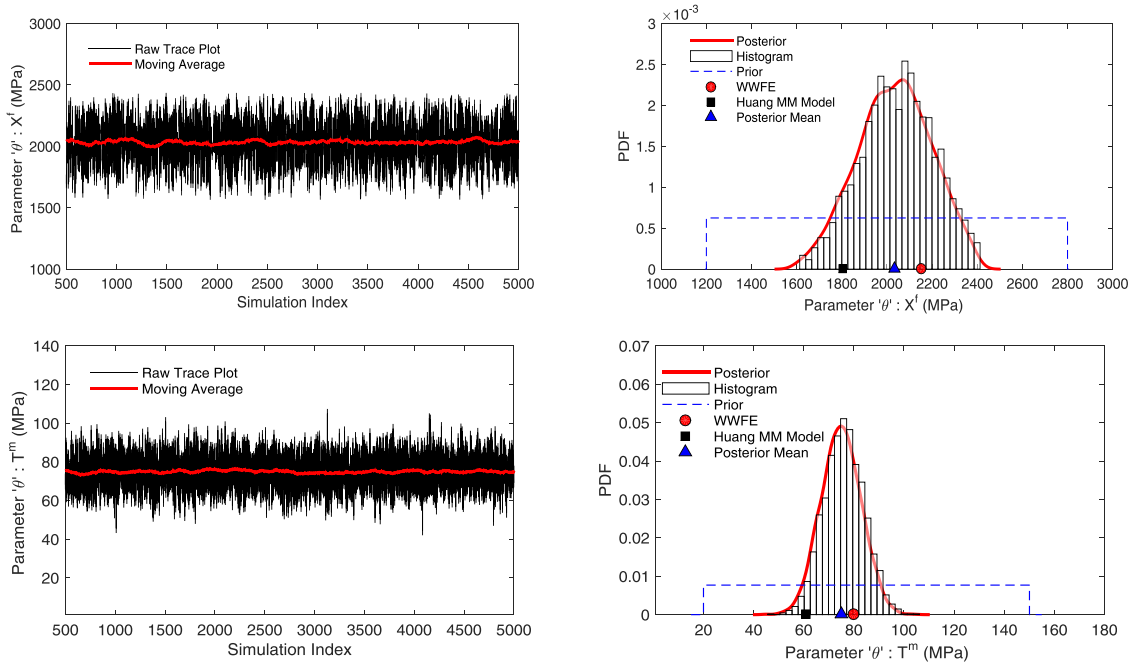 3000
2500
2000
1500
1000
Parameter 'θ' : X^f (MPa)
Raw Trace Plot
Moving Average
500 1000 1500 2000 2500 3000 3500 4000 4500 5000
Simulation Index
×10^-3
3
2.5
2
1.5
1
0.5
0
PDF
Posterior
Histogram
Prior
WWFE
Huang MM Model
Posterior Mean
1000 1200 1400 1600 1800 2000 2200 2400 2600 2800 3000
Parameter 'θ' : X^f (MPa)
140
120
100
80
60
40
20
Parameter 'θ' : T^m (MPa)
Raw Trace Plot
Moving Average
500 1000 1500 2000 2500 3000 3500 4000 4500 5000
Simulation Index
0.07
0.06
0.05
0.04
0.03
0.02
0.01
0
PDF
Posterior
Histogram
Prior
WWFE
Huang MM Model
Posterior Mean
20 40 60 80 100 120 140 160 180
Parameter 'θ' : T^m (MPa)